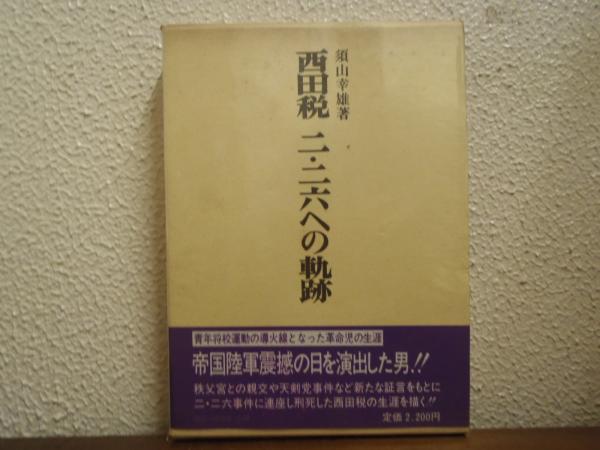 須山幸雄著
西田税 二・二六への軌跡
青年将校運動の導火線となった革命児の生涯
帝国陸軍震撼の日を演出した男.!!
秩父宮との親交や天剣党事件など新たな証言をもとに
二・二六事件に連座し刑死した西田税の生涯を描く!!
定価2,200円